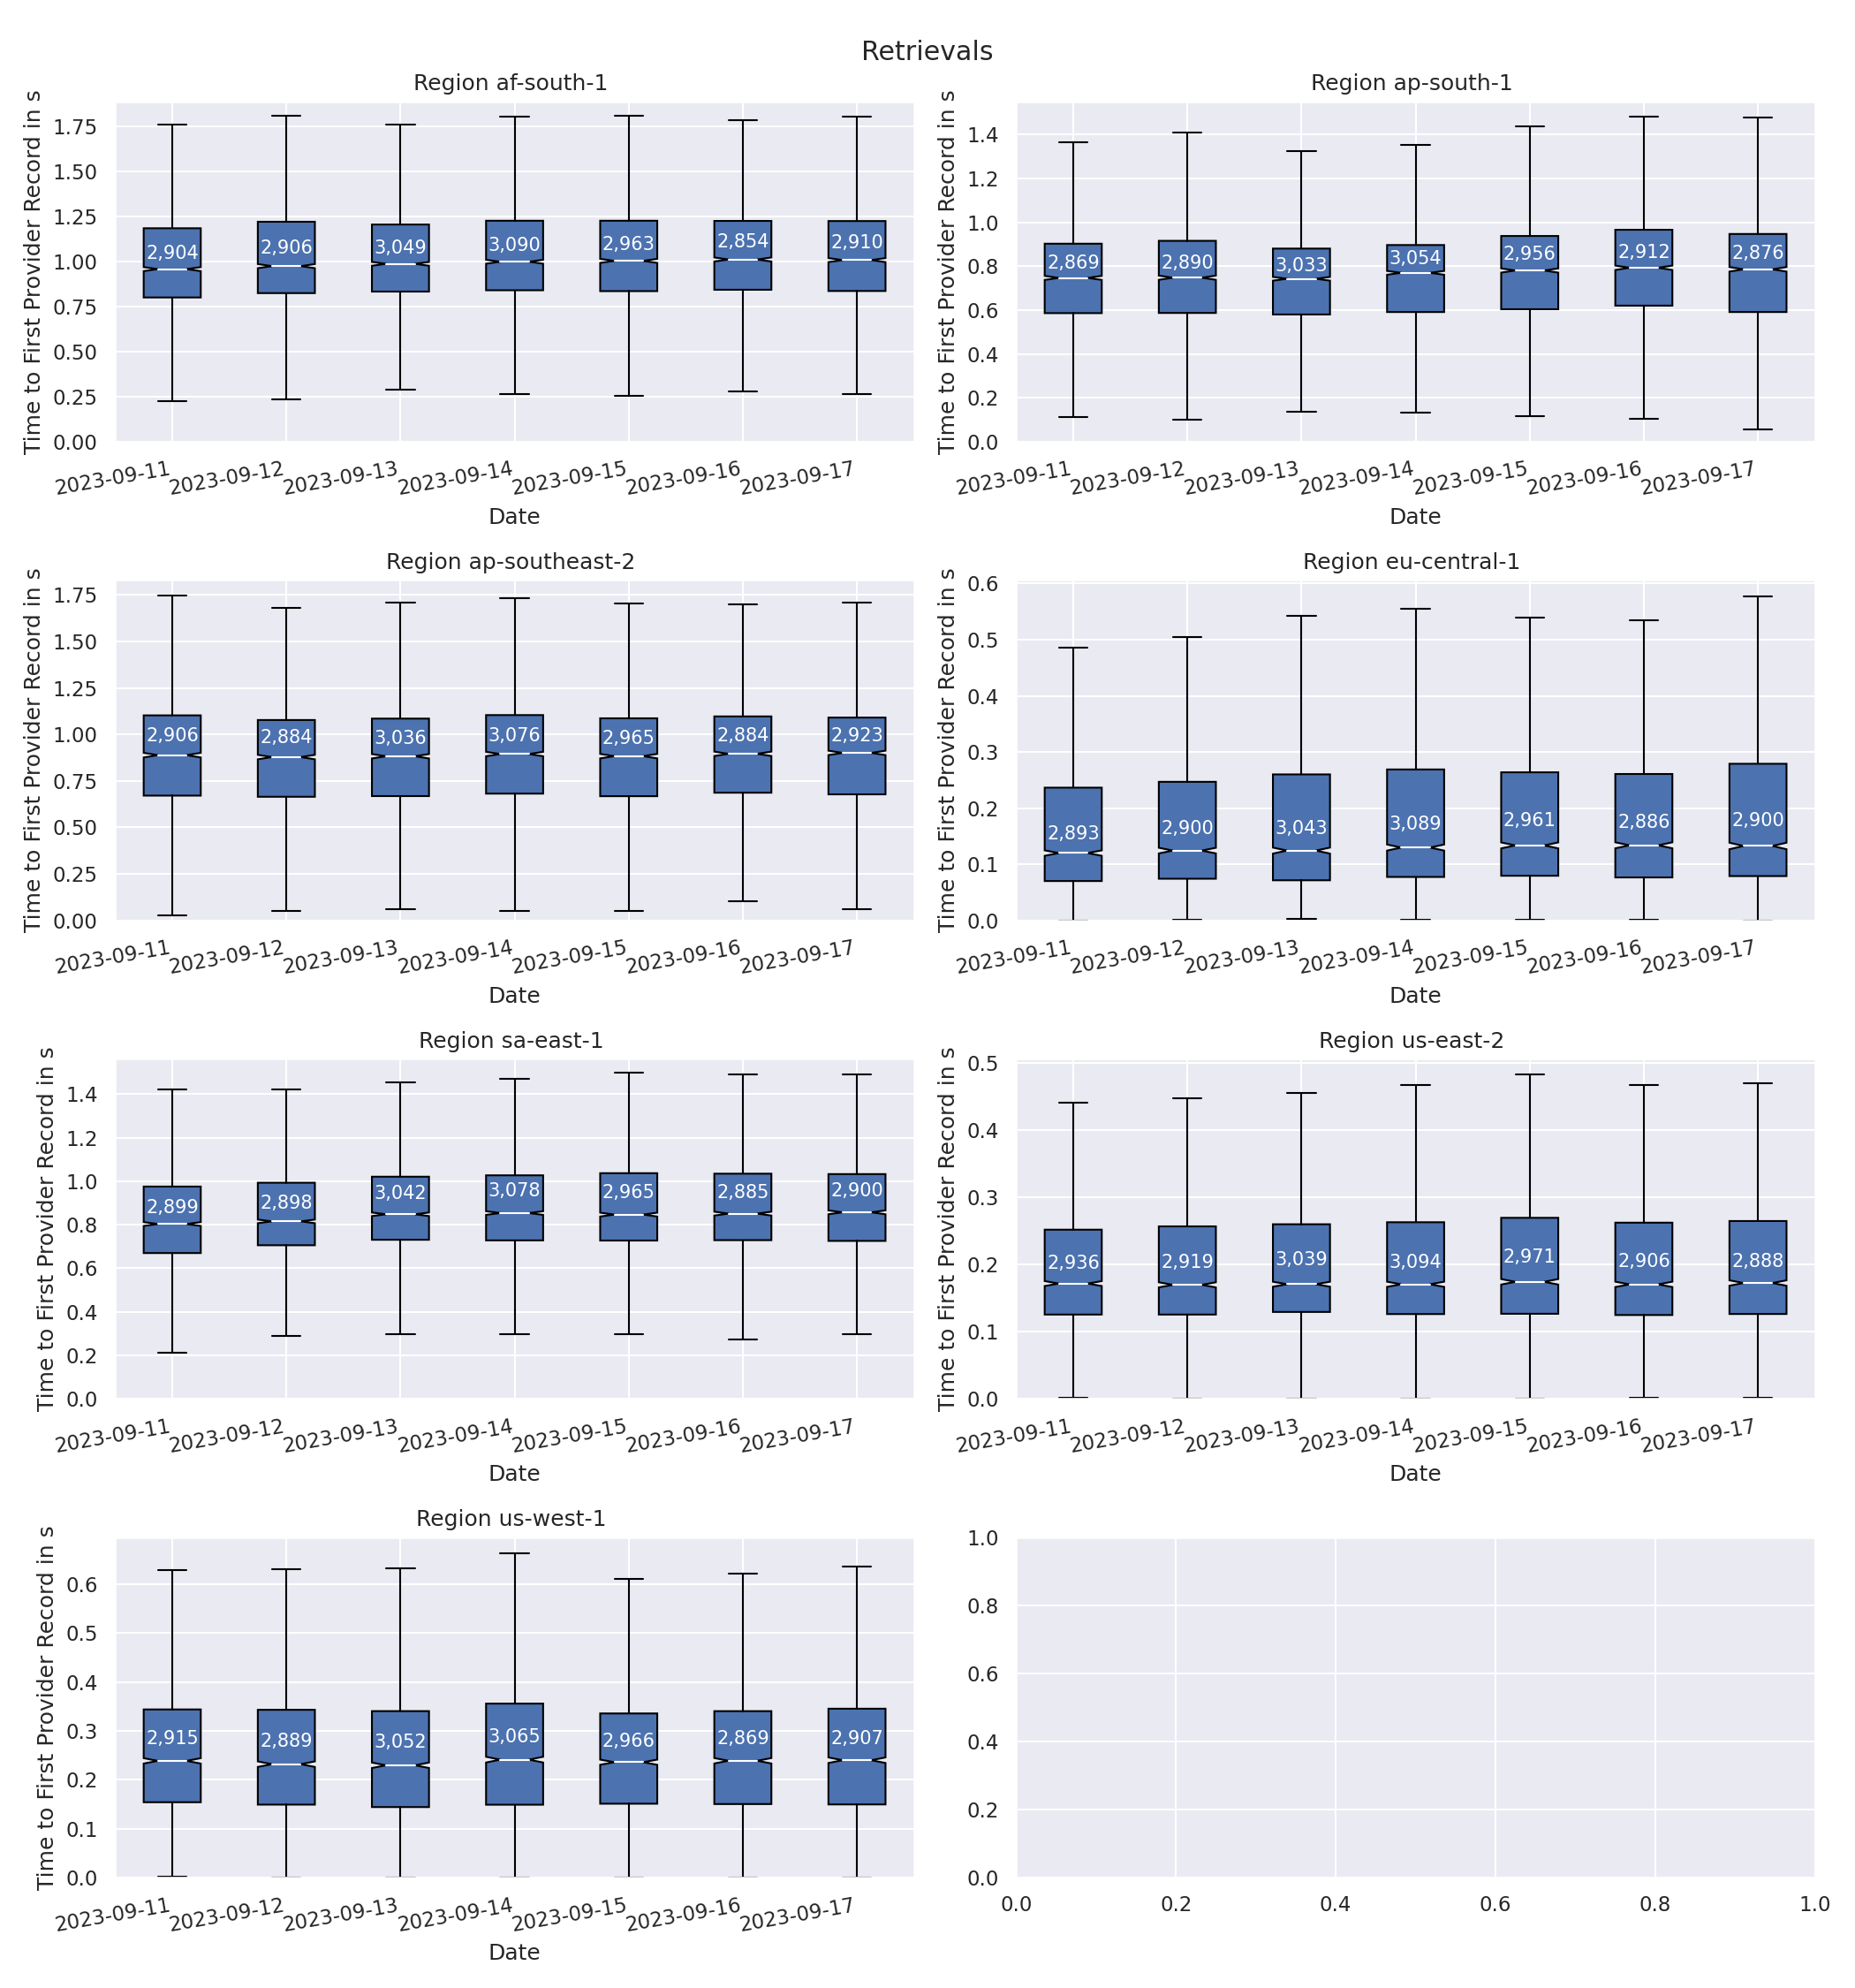 Retrievals
Region af-south-1
Time to First Provider Record in s
1.75
1.50
1.25
1.00
0.75
0.50
0.25
0.00
2,904 2,906 3,049 3,090 2,963 2,854 2,910
2023-09-11 2023-09-12 2023-09-13 2023-09-14 2023-09-15 2023-09-16 2023-09-17
Date
Region ap-south-1
Time to First Provider Record in s
1.4
1.2
1.0
0.8
0.6
0.4
0.2
0.0
2,869 2,890 3,033 3,054 2,956 2,912 2,876
2023-09-11 2023-09-12 2023-09-13 2023-09-14 2023-09-15 2023-09-16 2023-09-17
Date
Region ap-southeast-2
Time to First Provider Record in s
1.75
1.50
1.25
1.00
0.75
0.50
0.25
0.00
2,906 2,884 3,036 3,076 2,965 2,884 2,923
2023-09-11 2023-09-12 2023-09-13 2023-09-14 2023-09-15 2023-09-16 2023-09-17
Date
Region eu-central-1
Time to First Provider Record in s
0.6
0.5
0.4
0.3
0.2
0.1
0.0
2,893 2,900 3,043 3,089 2,961 2,886 2,900
2023-09-11 2023-09-12 2023-09-13 2023-09-14 2023-09-15 2023-09-16 2023-09-17
Date
Region sa-east-1
Time to First Provider Record in s
1.4
1.2
1.0
0.8
0.6
0.4
0.2
0.0
2,899 2,898 3,042 3,078 2,965 2,885 2,900
2023-09-11 2023-09-12 2023-09-13 2023-09-14 2023-09-15 2023-09-16 2023-09-17
Date
Region us-east-2
Time to First Provider Record in s
0.5
0.4
0.3
0.2
0.1
0.0
2,936 2,919 3,039 3,094 2,971 2,906 2,888
2023-09-11 2023-09-12 2023-09-13 2023-09-14 2023-09-15 2023-09-16 2023-09-17
Date
Region us-west-1
Time to First Provider Record in s
0.6
0.5
0.4
0.3
0.2
0.1
0.0
2,915 2,889 3,052 3,065 2,966 2,869 2,907
2023-09-11 2023-09-12 2023-09-13 2023-09-14 2023-09-15 2023-09-16 2023-09-17
Date
1.0
0.8
0.6
0.4
0.2
0.0
0.0 0.2 0.4 0.6 0.8 1.0